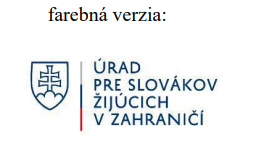 farebná verzia:
ÚRAD
PRE SLOVÁKOV
ŽIJÚCICH
V ZAHRANIČÍ